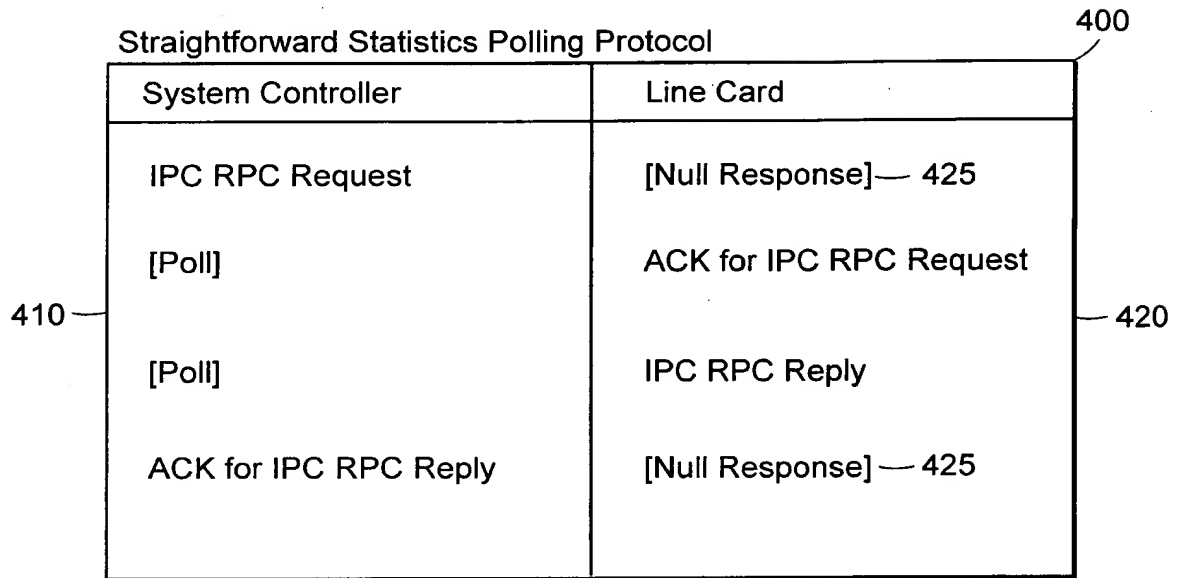 400
Straightforward Statistics Polling Protocol
System Controller Line Card
IPC RPC Request [Null Response] 425
[Poll] ACK for IPC RPC Request
410 420
[Poll] IPC RPC Reply
ACK for IPC RPC Reply [Null Response] 425